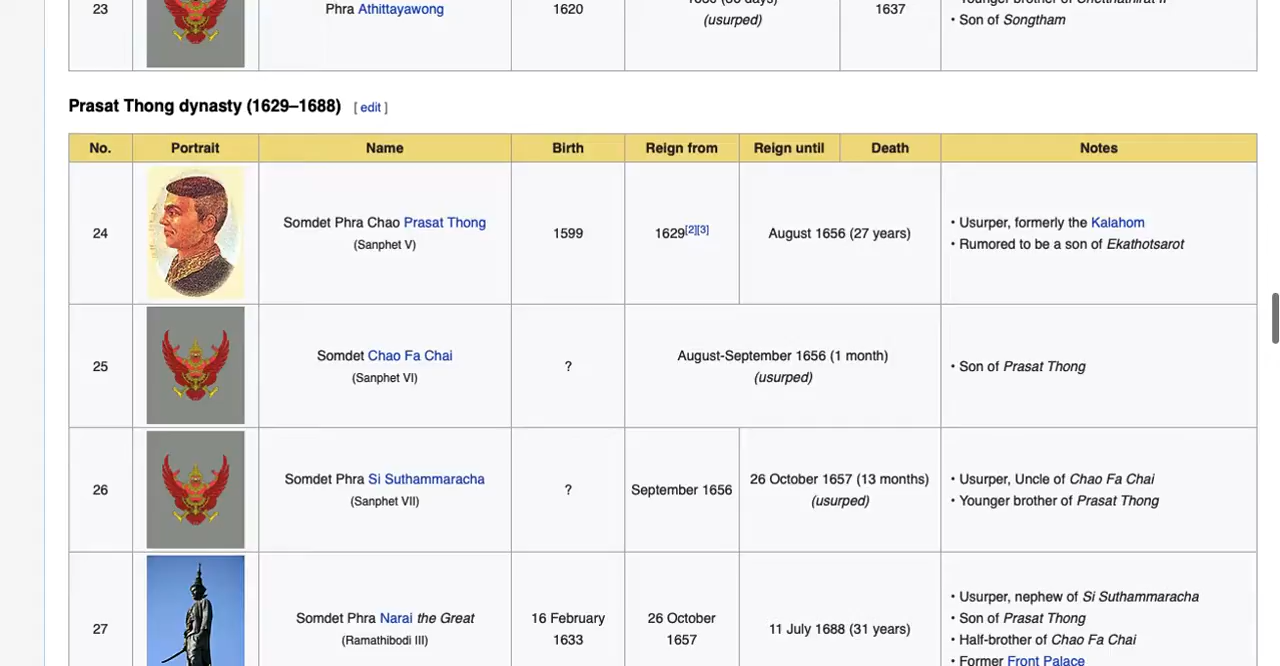 23
Phra Athittayawong
1620
(usurped)
1637
• Son of Songtham
Prasat Thong dynasty (1629–1688) [ edit ]
No. Portrait Name Birth Reign from Reign until Death Notes
24
Somdet Phra Chao Prasat Thong
(Sanphet V)
1599
1629[2][3]
August 1656 (27 years)
• Usurper, formerly the Kalahom
• Rumored to be a son of Ekathotsarot
25
Somdet Chao Fa Chai
(Sanphet VI)
?
August-September 1656 (1 month)
(usurped)
• Son of Prasat Thong
26
Somdet Phra Si Suthammaracha
(Sanphet VII)
?
September 1656
26 October 1657 (13 months)
(usurped)
• Usurper, Uncle of Chao Fa Chai
• Younger brother of Prasat Thong
27
Somdet Phra Narai the Great
(Ramathibodi III)
16 February
1633
26 October
1657
11 July 1688 (31 years)
• Usurper, nephew of Si Suthammaracha
• Son of Prasat Thong
• Half-brother of Chao Fa Chai
• Former Front Palace